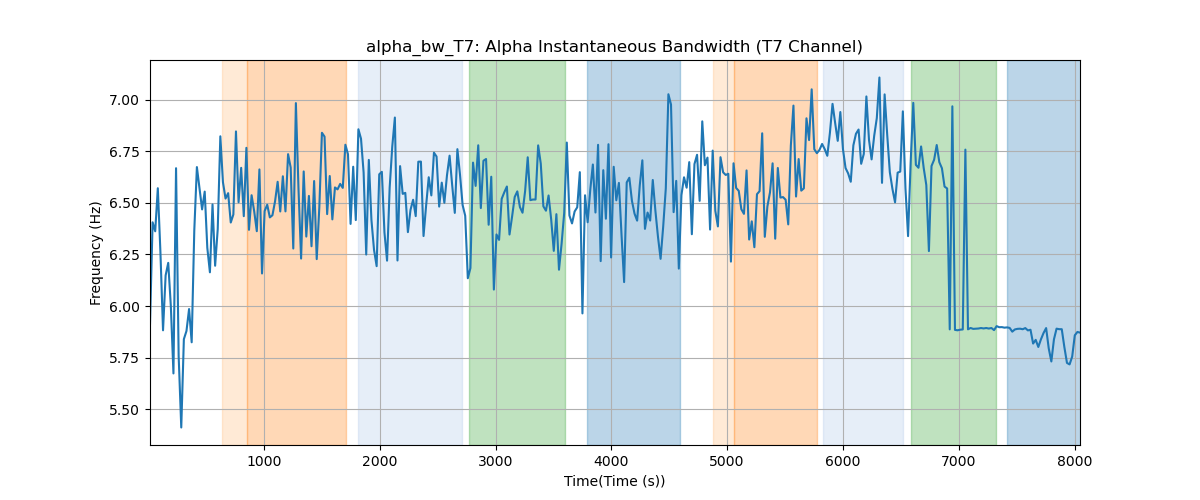 alpha_bw_T7: Alpha Instantaneous Bandwidth (T7 Channel)
Frequency (Hz)
7.00
6.75
6.50
6.25
6.00
5.75
5.50
1000 2000 3000 4000 5000 6000 7000 8000
Time(Time (s))